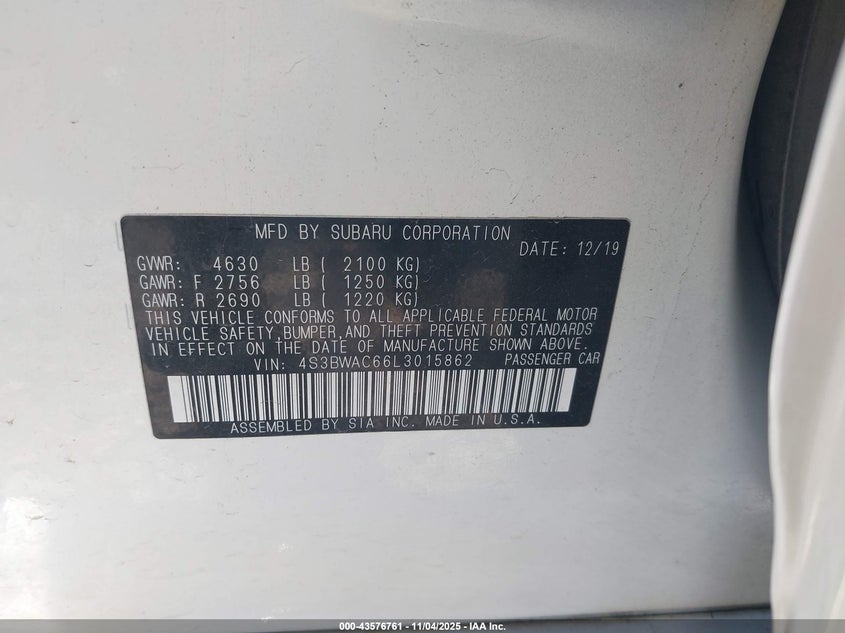 MFD BY SUBARU CORPORATION
DATE: 12/19
GVWR: 4630 LB ( 2100 KG)
GAWR: F 2756 LB ( 1250 KG)
GAWR: R 2690 LB ( 1220 KG)
THIS VEHICLE CONFORMS TO ALL APPLICABLE FEDERAL MOTOR
VEHICLE SAFETY,BUMPER,AND THEFT PREVENTION STANDARDS
IN EFFECT ON THE DATE OF MANUFACTURE SHOWN ABOVE.
VIN: 4S3BWAC66L3015862 PASSENGER CAR
ASSEMBLED BY SIA INC. MADE IN U.S.A.
000-43576761 - 11/04/2025 - IAA Inc.